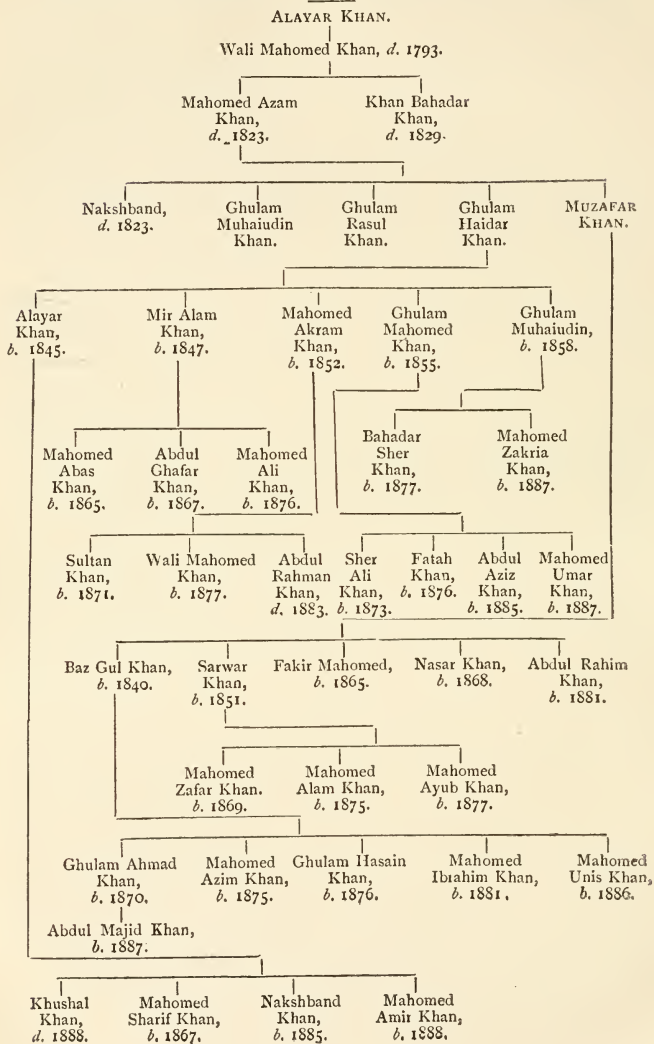 ALAYAR KHAN.
Wali Mahomed Khan, d. 1793.
Mahomed Azam Khan, d. 1823.
Khan Bahadar Khan, d. 1829.
Nakshband, d. 1823.
Ghulam Muhaiudin Khan.
Ghulam Rasul Khan.
Ghulam Haidar Khan.
MUZAFAR KHAN.
Alayar Khan, b. 1845.
Mir Alam Khan, b. 1847.
Mahomed Akram Khan, b. 1852.
Ghulam Mahomed Khan, b. 1855.
Ghulam Muhaiudin, b. 1858.
Mahomed Abas Khan, b. 1865.
Abdul Ghafar Khan, b. 1867.
Mahomed Ali Khan, b. 1876.
Bahadar Sher Khan, b. 1877.
Mahomed Zakria Khan, b. 1887.
Sultan Khan, b. 1871.
Wali Mahomed Khan, b. 1877.
Abdul Rahman Khan, d. 1883.
Sher Ali Khan, b. 1873.
Fatah Khan, b. 1876.
Abdul Aziz Khan, b. 1885.
Mahomed Umar Khan, b. 1887.
Baz Gul Khan, b. 1840.
Sarwar Khan, b. 1851.
Fakir Mahomed, b. 1865.
Nasar Khan, b. 1868.
Abdul Rahim Khan, b. 1881.
Mahomed Zafar Khan. b. 1869.
Mahomed Alam Khan, b. 1875.
Mahomed Ayub Khan, b. 1877.
Ghulam Ahmad Khan, b. 1870.
Mahomed Azim Khan, b. 1875.
Ghulam Hasain Khan, b. 1876.
Mahomed Ibrahim Khan, b. 1881.
Mahomed Unis Khan, b. 1886.
Abdul Majid Khan, b. 1887.
Khushal Khan, d. 1888.
Mahomed Sharif Khan, b. 1867.
Nakshband Khan, b. 1885.
Mahomed Amir Khan, b. 1888.